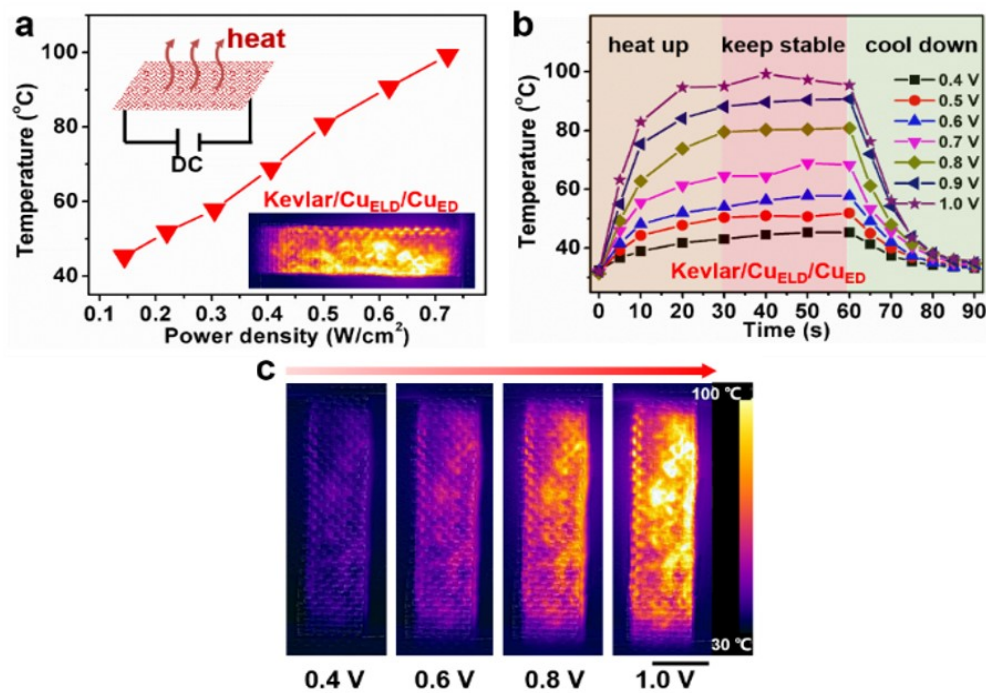 a
heat
DC
Kevlar/Cu_ELD/Cu_ED
Temperature (°C)
100
80
60
40
0.1 0.2 0.3 0.4 0.5 0.6 0.7
Power density (W/cm²)
b
heat up keep stable cool down
0.4 V
0.5 V
0.6 V
0.7 V
0.8 V
0.9 V
1.0 V
Kevlar/Cu_ELD/Cu_ED
Temperature (°C)
100
80
60
40
0 10 20 30 40 50 60 70 80 90
Time (s)
c
100 ℃
30 ℃
0.4 V 0.6 V 0.8 V 1.0 V